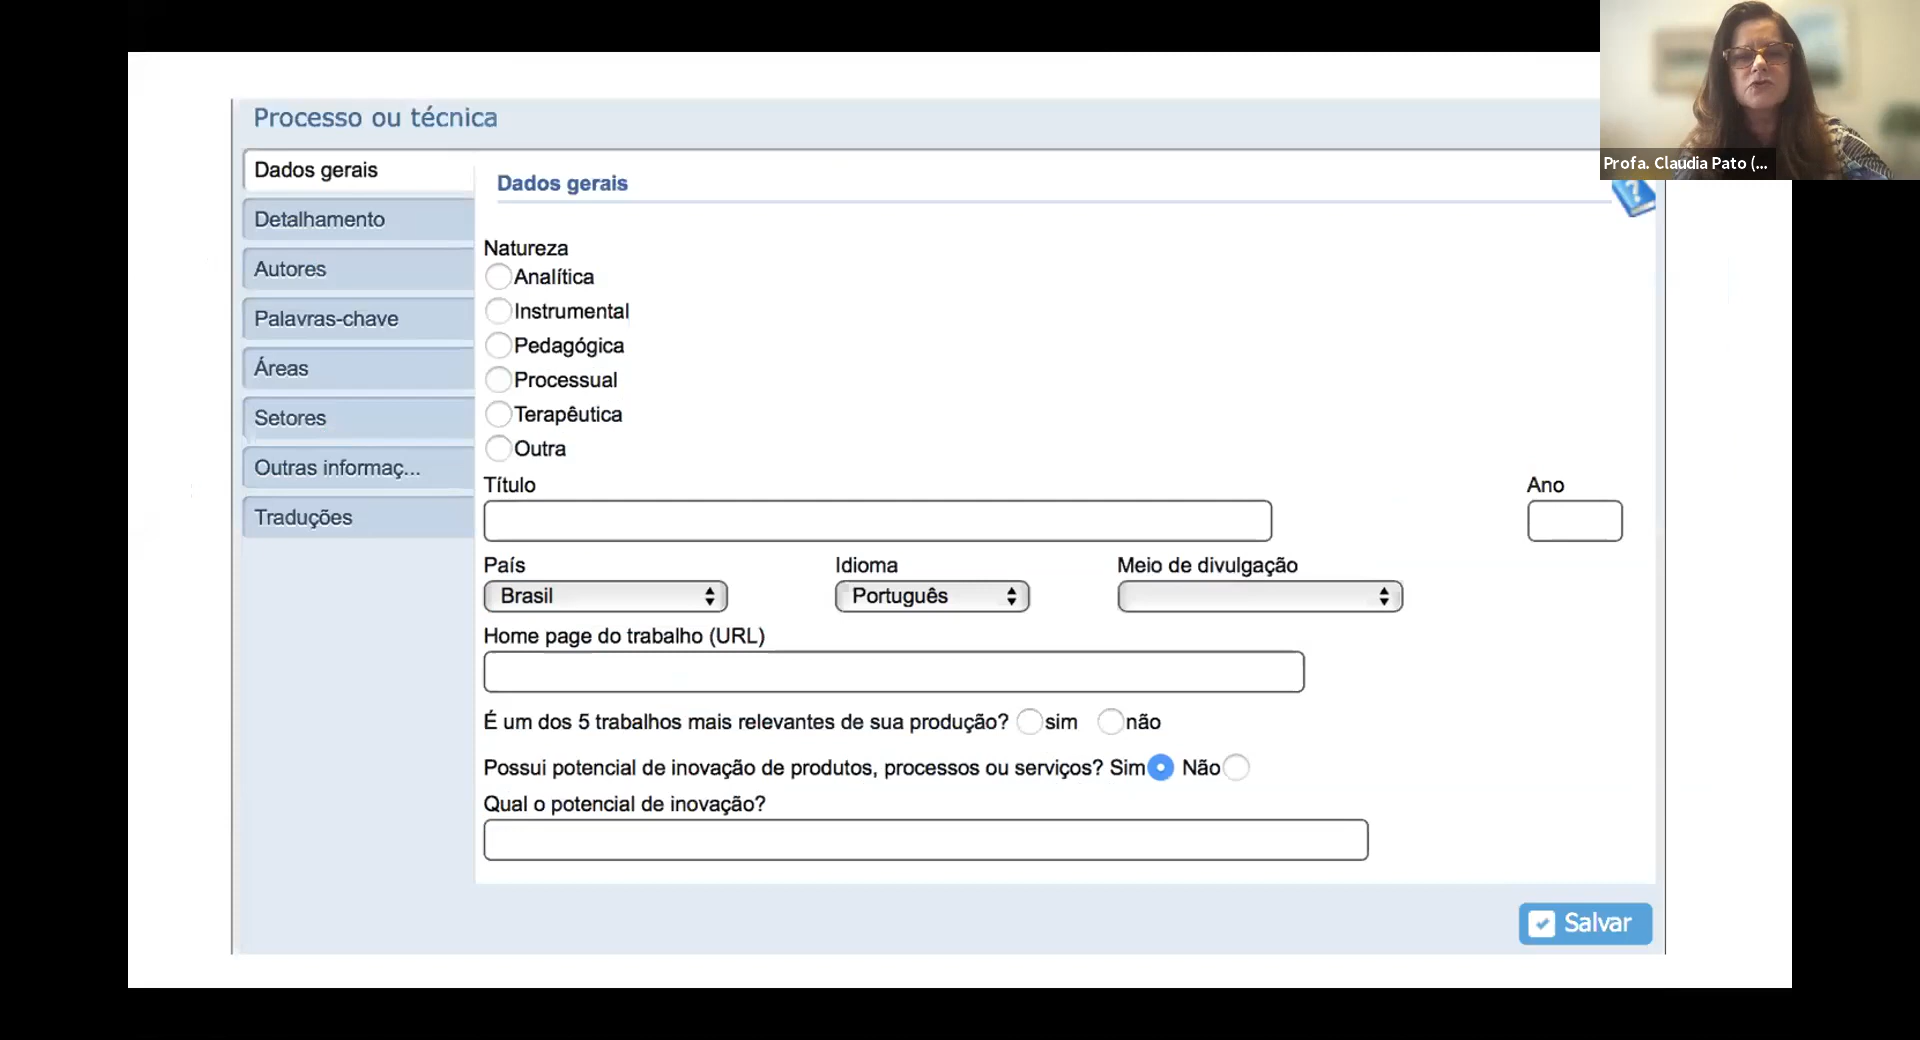 Processo ou técnica
Profa. Claudia Pato (...
Dados gerais
Detalhamento
Autores
Palavras-chave
Áreas
Setores
Outras informaç...
Traduções
Dados gerais
?
Natureza
Analítica
Instrumental
Pedagógica
Processual
Terapêutica
Outra
Título
Ano
País
Idioma
Meio de divulgação
Brasil
Português
Home page do trabalho (URL)
É um dos 5 trabalhos mais relevantes de sua produção? sim não
Possui potencial de inovação de produtos, processos ou serviços? Sim Não
Qual o potencial de inovação?
Salvar